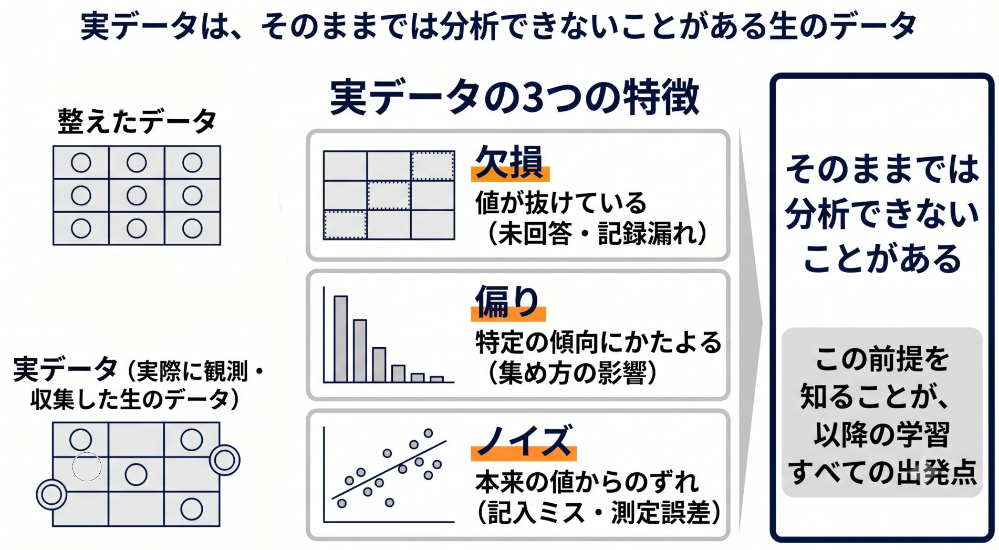 実データは、そのままでは分析できないことがある生のデータ
整えたデータ
実データ（実際に観測・
収集した生のデータ）
実データの3つの特徴
欠損
値が抜けている
（未回答・記録漏れ）
偏り
特定の傾向にかたよる
（集め方の影響）
ノイズ
本来の値からのずれ
（記入ミス・測定誤差）
そのままでは
分析できない
ことがある
この前提を
知ることが、
以降の学習
すべての出発点